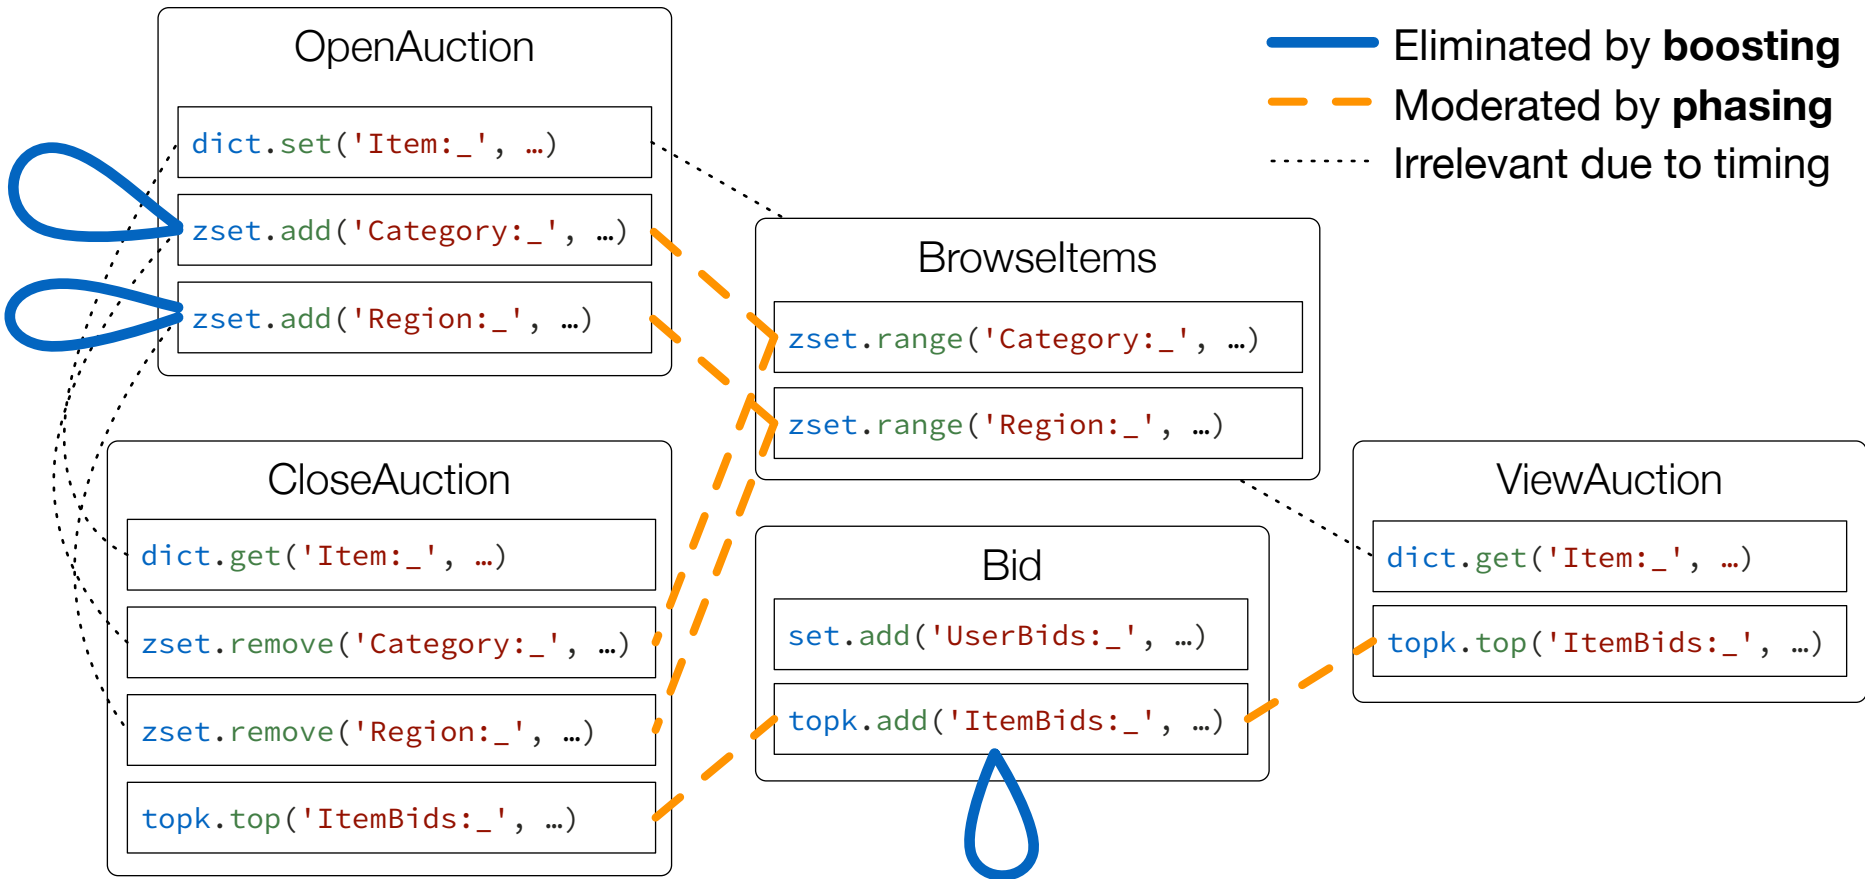 OpenAuction
dict.set('Item:_', …)
zset.add('Category:_', …)
zset.add('Region:_', …)
Eliminated by boosting
Moderated by phasing
Irrelevant due to timing
BrowseItems
zset.range('Category:_', …)
zset.range('Region:_', …)
CloseAuction
dict.get('Item:_', …)
zset.remove('Category:_', …)
zset.remove('Region:_', …)
topk.top('ItemBids:_', …)
Bid
set.add('UserBids:_', …)
topk.add('ItemBids:_', …)
ViewAuction
dict.get('Item:_', …)
topk.top('ItemBids:_', …)